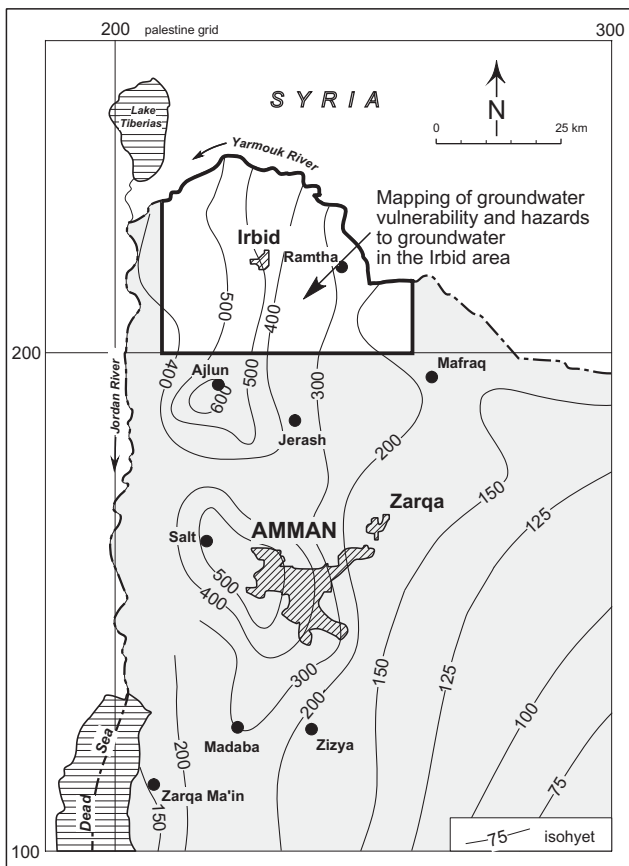 200
palestine grid
300
SYRIA
Lake
Tiberias
N
0
25 km
Yarmouk River
Mapping of groundwater
vulnerability and hazards
to groundwater
in the Irbid area
Irbid
Ramtha
500
400
200
400
500
300
Ajlun
600
Mafraq
Jordan River
Jerash
200
150
Zarqa
125
AMMAN
Salt
500
400
300
150
125
200
100
Madaba
Zizya
200
75
Dead Sea
Zarqa Ma'in
150
100
75
isohyet